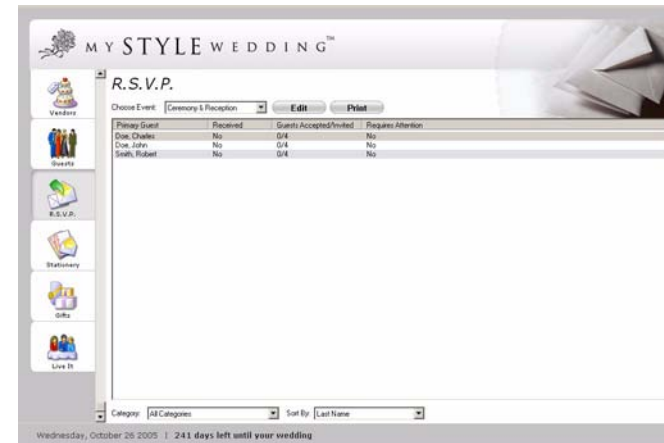 MY STYLE WEDDING™
R.S.V.P.
Choose Event: Ceremony & Reception Edit Print
Primary Guest Received Guests Accepted/Invited Requires Attention
Doe, Charles No 0/4 No
Doe, John No 0/4 No
Smith, Robert No 0/4 No
Vendors
Guests
R.S.V.P.
Stationery
Gifts
Live It
Category: All Categories Sort By: Last Name
Wednesday, October 26 2005 | 241 days left until your wedding